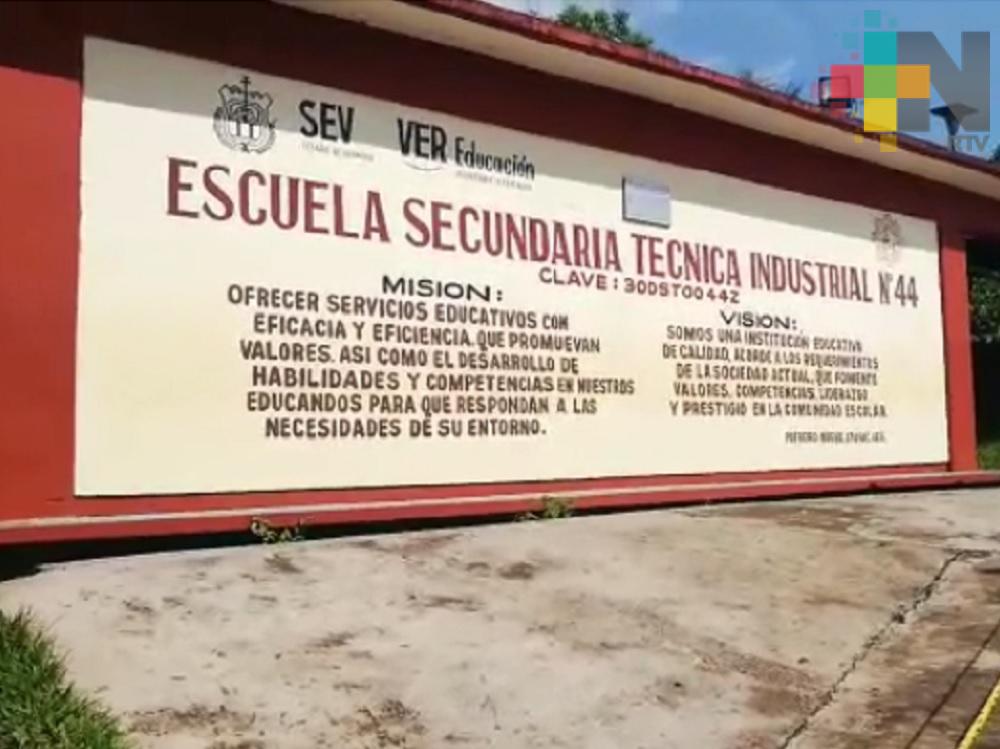 SEV
VER Educación
ESCUELA SECUNDARIA TECNICA INDUSTRIAL Nº44
CLAVE: 30DST0044Z
MISION:
OFRECER SERVICIOS EDUCATIVOS CON
EFICACIA Y EFICIENCIA, QUE PROMUEVAN
VALORES, ASI COMO EL DESARROLLO DE
HABILIDADES Y COMPETENCIAS EN NUESTROS
EDUCANDOS PARA QUE RESPONDAN A LAS
NECESIDADES DE SU ENTORNO.
VISION:
SOMOS UNA INSTITUCIÓN EDUCATIVA
DE CALIDAD, ACORDE A LOS REQUERIMIENTOS
DE LA SOCIEDAD ACTUAL, QUE FOMENTE
VALORES, COMPETENCIAS, LIDERAZGO
Y PRESTIGIO EN LA COMUNIDAD ESCOLAR.
N
RTV